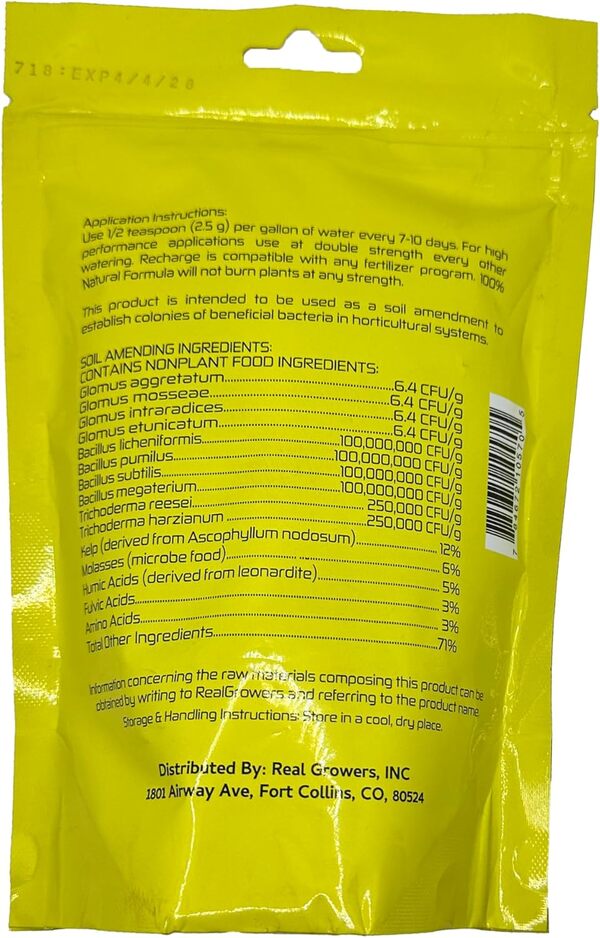 718:EXP4/4/28
Application Instructions:
Use 1/2 teaspoon (2.5 g) per gallon of water every 7-10 days. For high
performance applications use at double strength every other
watering. Recharge is compatible with any fertilizer program. 100%
Natural Formula will not burn plants at any strength.
This product is intended to be used as a soil amendment to
establish colonies of beneficial bacteria in horticultural systems.
SOIL AMENDING INGREDIENTS:
CONTAINS NONPLANT FOOD INGREDIENTS:
Glomus aggretatum 6.4 CFU/g
Glomus mosseae 6.4 CFU/g
Glomus intraradices 6.4 CFU/g
Glomus etunicatum 6.4 CFU/g
Bacillus licheniformis 100,000,000 CFU/g
Bacillus pumilus 100,000,000 CFU/g
Bacillus subtilis 100,000,000 CFU/g
Bacillus megaterium 100,000,000 CFU/g
Trichoderma reesei 250,000 CFU/g
Trichoderma harzianum 250,000 CFU/g
Kelp (derived from Ascophyllum nodosum) 12%
Molasses (microbe food) 6%
Humic Acids (derived from leonardite) 5%
Fulvic Acids 3%
Amino Acids 3%
Total Other Ingredients 71%
Information concerning the raw materials composing this product can be
obtained by writing to RealGrowers and referring to the product name
Storage & Handling Instructions: Store in a cool, dry place.
Distributed By: Real Growers, INC
1801 Airway Ave, Fort Collins, CO, 80524